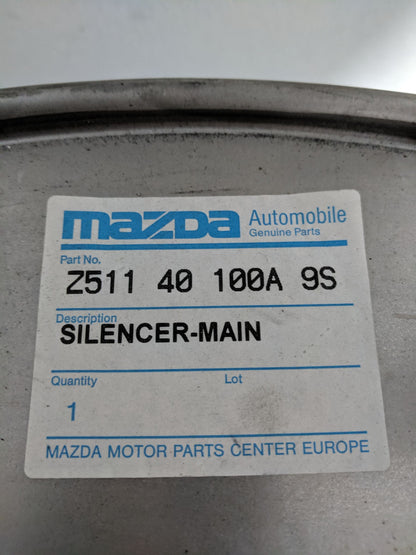 mazda Automobile
Genuine Parts
Part No.
Z511 40 100A 9S
Description
SILENCER-MAIN
Quantity Lot
1
MAZDA MOTOR PARTS CENTER EUROPE